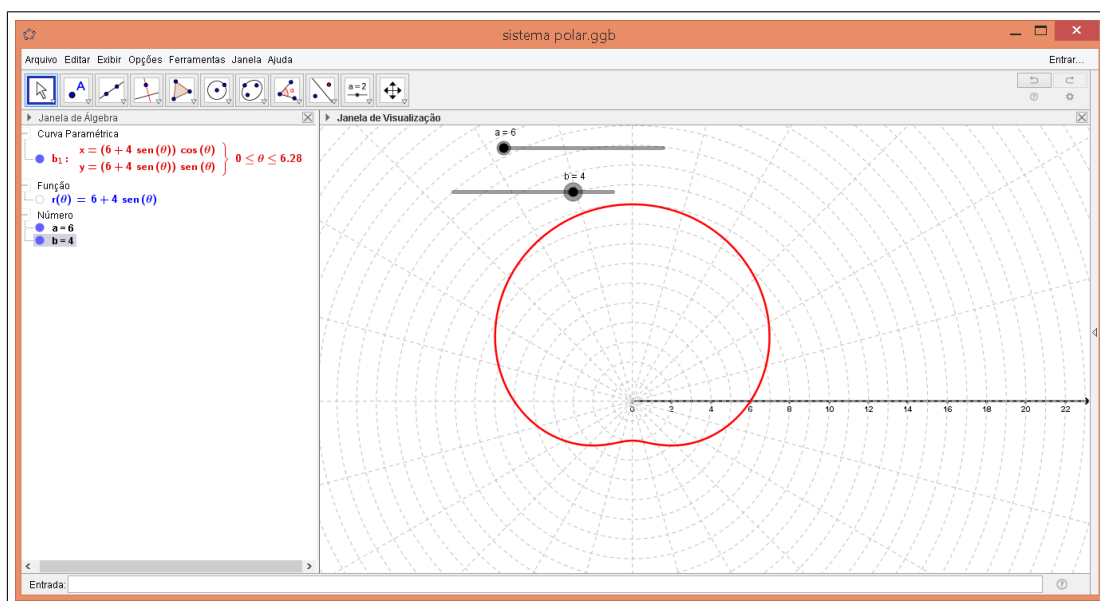 sistema polar.ggb
Arquivo Editar Exibir Opções Ferramentas Janela Ajuda
Entrar...
A
α
a=2
Janela de Álgebra
Janela de Visualização
Curva Paramétrica
b₁: x = (6 + 4 sen(θ)) cos(θ)
y = (6 + 4 sen(θ)) sen(θ) } 0 ≤ θ ≤ 6.28
Função
r(θ) = 6 + 4 sen(θ)
Número
a = 6
b = 4
a = 6
b = 4
0 2 4 6 8 10 12 14 16 18 20 22
Entrada: